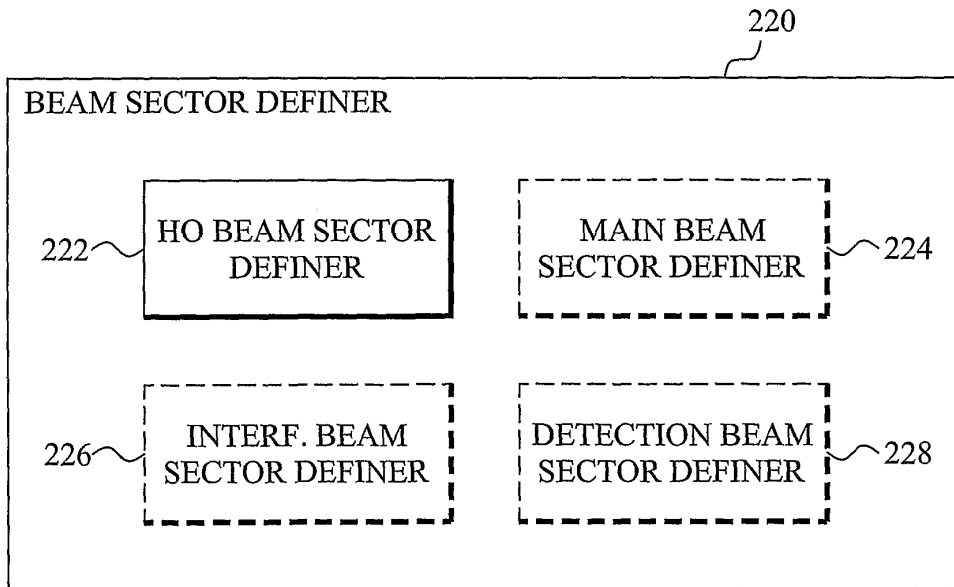 220
BEAM SECTOR DEFINER
222
HO BEAM SECTOR
DEFINER
MAIN BEAM
SECTOR DEFINER
224
226
INTERF. BEAM
SECTOR DEFINER
DETECTION BEAM
SECTOR DEFINER
228